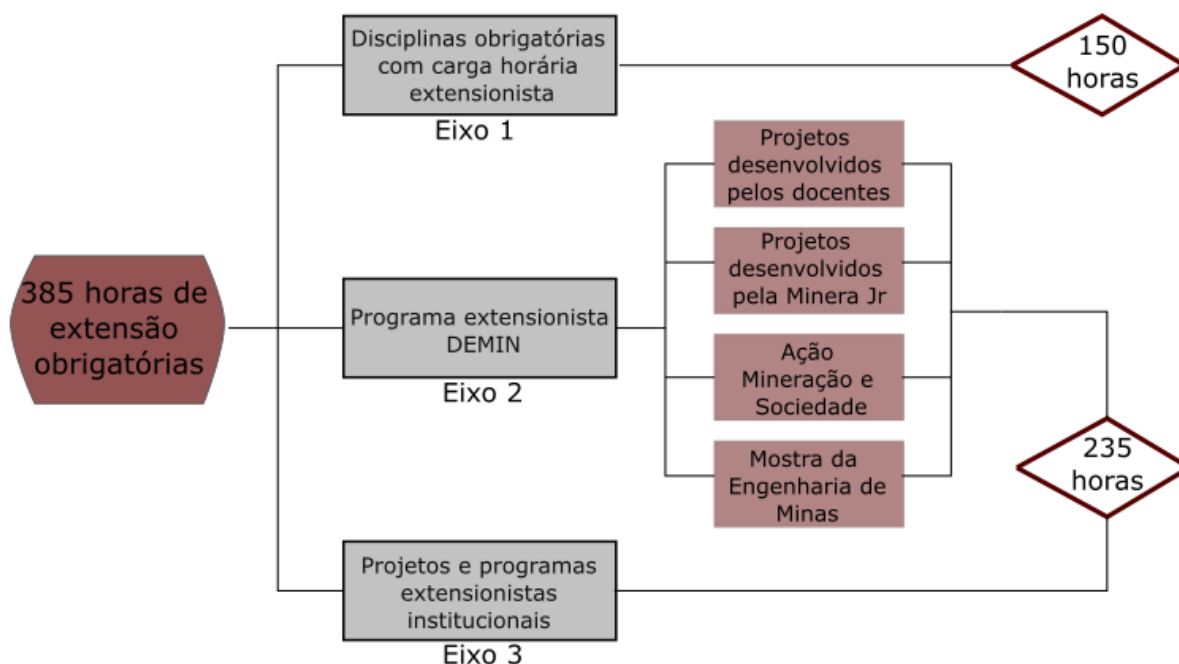 385 horas de
extensão
obrigatórias
Disciplinas obrigatórias
com carga horária
extensionista
Eixo 1
150
horas
Programa extensionista
DEMIN
Eixo 2
Projetos
desenvolvidos
pelos docentes
Projetos
desenvolvidos
pela Minera Jr
Ação
Mineração e
Sociedade
Mostra da
Engenharia de
Minas
235
horas
Projetos e programas
extensionistas
institucionais
Eixo 3